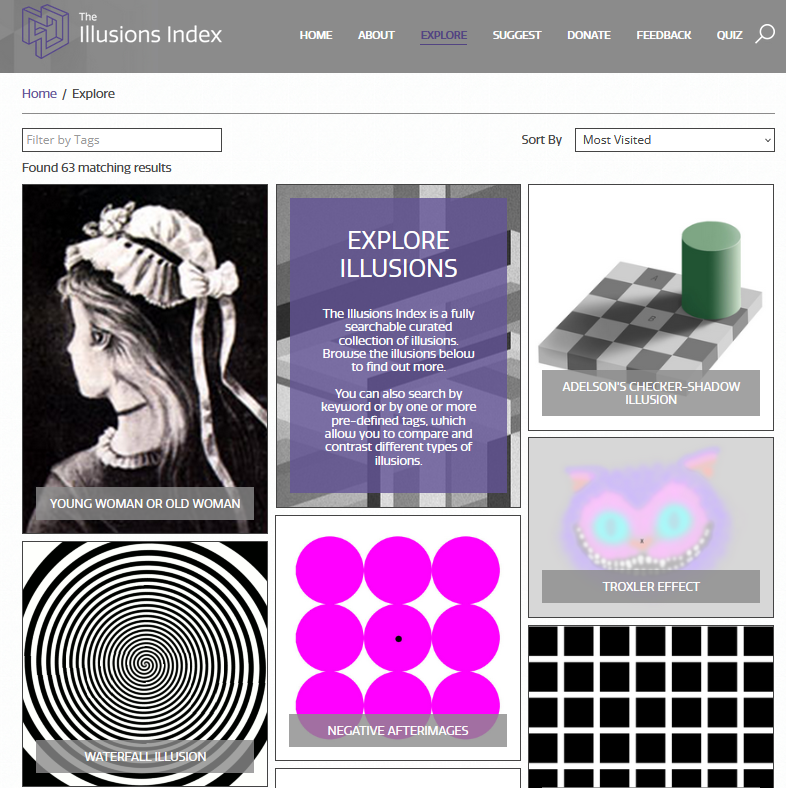 The
Illusions Index
HOME ABOUT EXPLORE SUGGEST DONATE FEEDBACK QUIZ
Home / Explore
Filter by Tags
Sort By Most Visited
Found 63 matching results
YOUNG WOMAN OR OLD WOMAN
EXPLORE
ILLUSIONS
The Illusions Index is a fully
searchable curated
collection of illusions.
Browse the illusions below
to find out more.
You can also search by
keyword or by one or more
pre-defined tags, which
allow you to compare and
contrast different types of
illusions.
A
B
ADELSON'S CHECKER-SHADOW
ILLUSION
TROXLER EFFECT
WATERFALL ILLUSION
NEGATIVE AFTERIMAGES